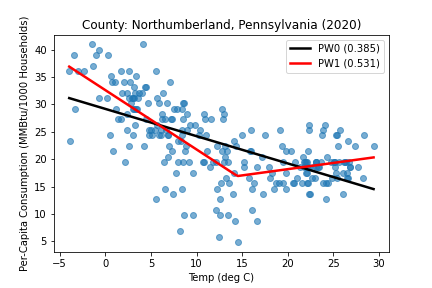 County: Northumberland, Pennsylvania (2020)
Per-Capita Consumption (MMBtu/1000 Households)
40
35
30
25
20
15
10
5
PW0 (0.385)
PW1 (0.531)
−5 0 5 10 15 20 25 30
Temp (deg C)